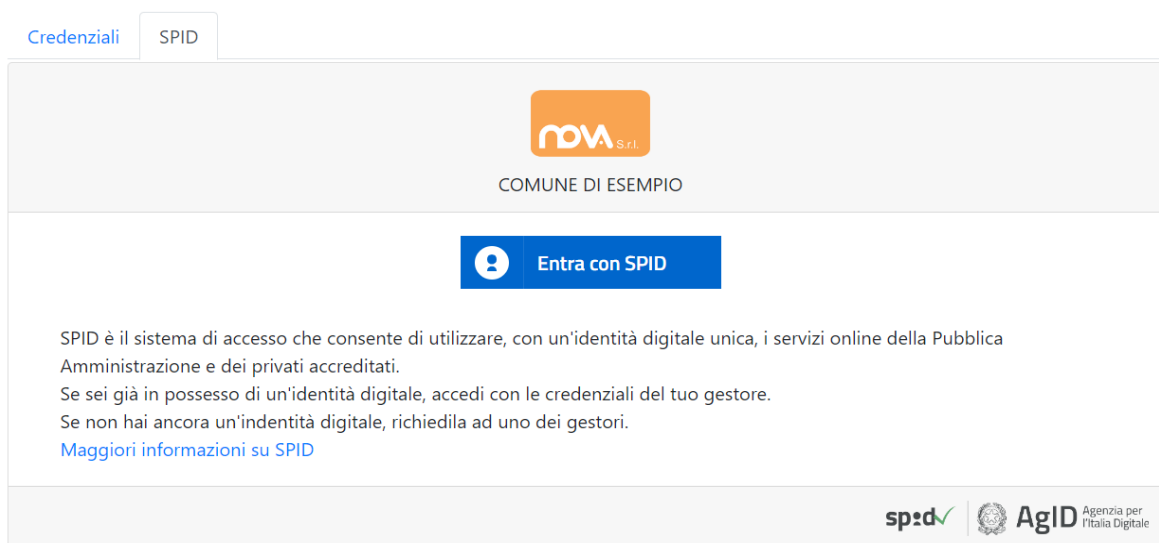 Credenziali
SPID
NOVA S.r.l.
COMUNE DI ESEMPIO
Entra con SPID
SPID è il sistema di accesso che consente di utilizzare, con un'identità digitale unica, i servizi online della Pubblica
Amministrazione e dei privati accreditati.
Se sei già in possesso di un'identità digitale, accedi con le credenziali del tuo gestore.
Se non hai ancora un'indentità digitale, richiedila ad uno dei gestori.
Maggiori informazioni su SPID
spid
AgID
Agenzia per
l'Italia Digitale